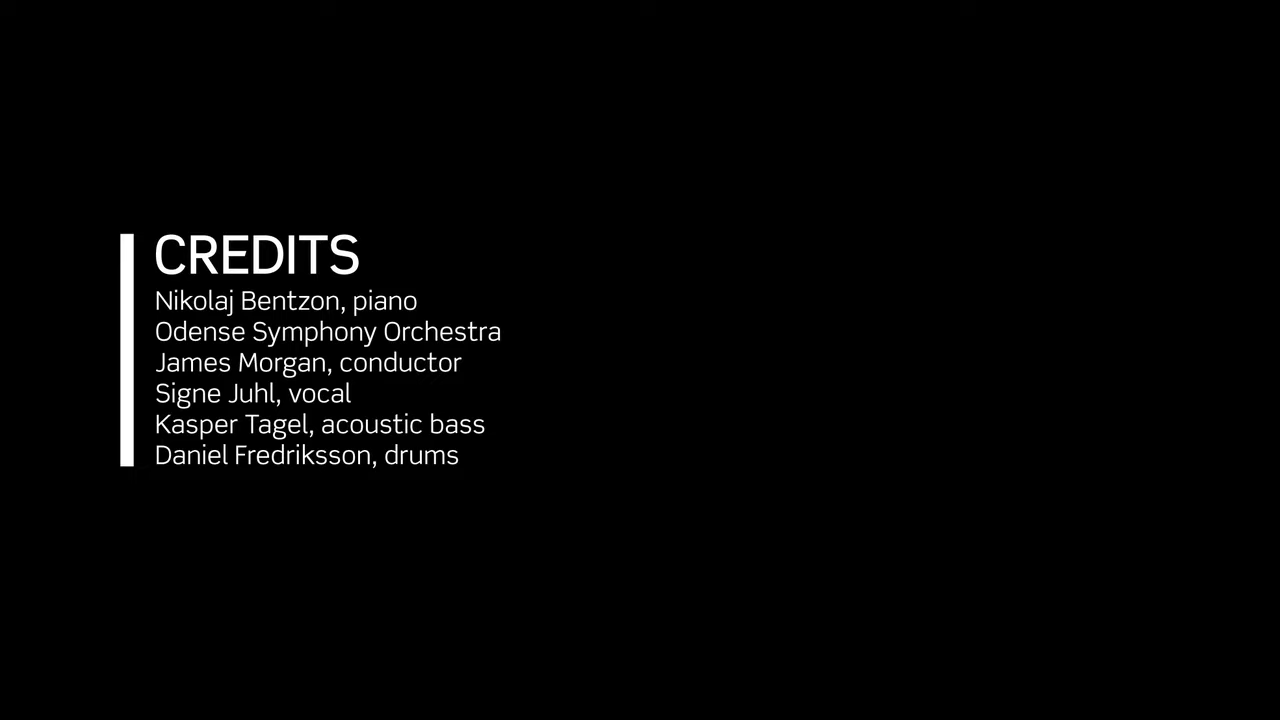 CREDITS
Nikolaj Bentzon, piano
Odense Symphony Orchestra
James Morgan, conductor
Signe Juhl, vocal
Kasper Tagel, acoustic bass
Daniel Fredriksson, drums